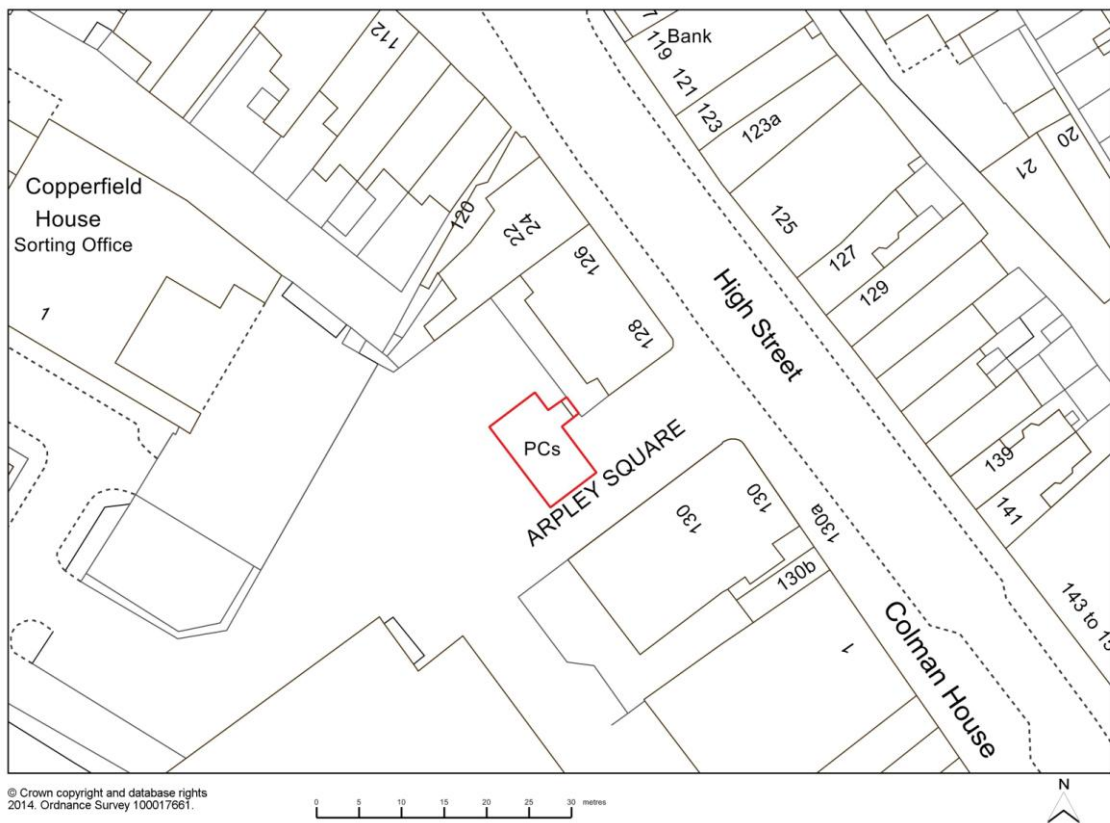 112
7
119
Bank
121
123
123a
20
21
Copperfield
House
Sorting Office
120
22
24
125
1
126
127
High Street
129
128
PCs
ARPLEY SQUARE
139
130
130
130a
141
130b
143 to 15
Colman House
1
© Crown copyright and database rights
2014. Ordnance Survey 100017661.
0 5 10 15 20 25 30 metres
N